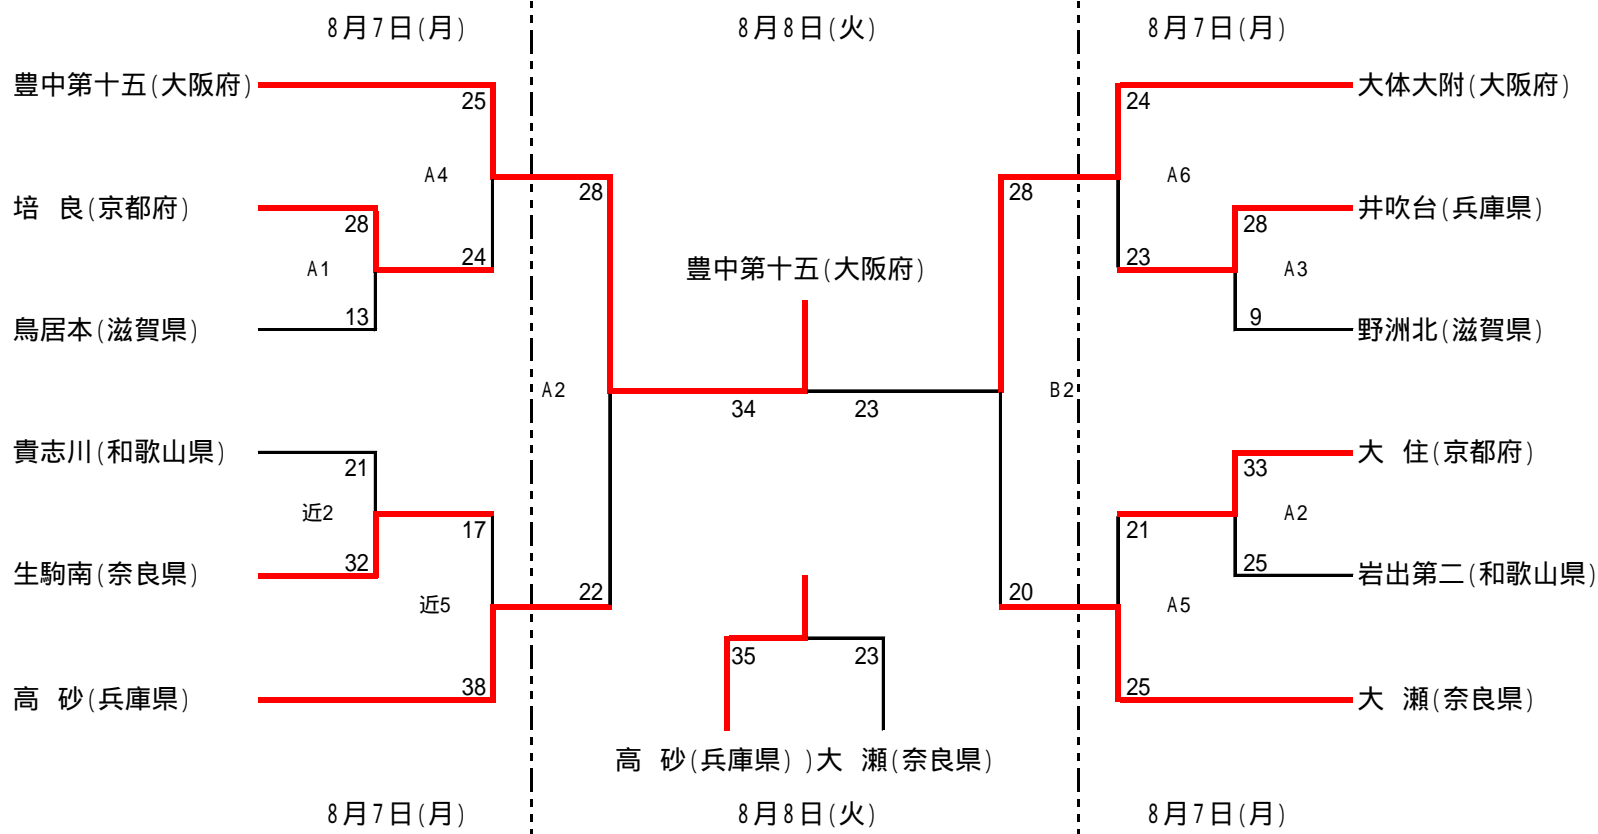 8月7日(月) 8月8日(火) 8月7日(月)
豊中第十五(大阪府) 大体大附(大阪府)
25 24
A4 A6
28 28
培 良(京都府) 井吹台(兵庫県)
28 28
24 23
A1 豊中第十五(大阪府) A3
13 9
鳥居本(滋賀県) 野洲北(滋賀県)
A2 B2
34 23
貴志川(和歌山県) 大 住(京都府)
21 33
近2 A2
17 21
32 25
生駒南(奈良県) 岩出第二(和歌山県)
22 20
近5 A5
35 23
38 25
高 砂(兵庫県) 大 瀬(奈良県)
高 砂(兵庫県) )大 瀬(奈良県)
8月7日(月) 8月8日(火) 8月7日(月)